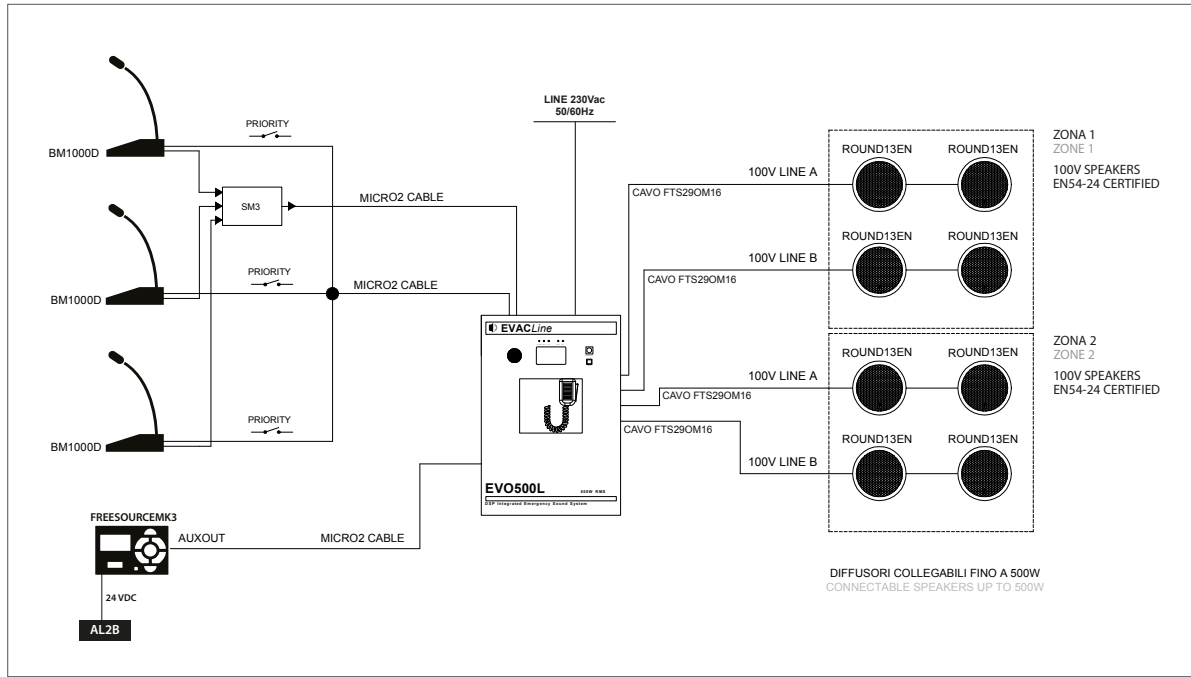 LINE 230Vac
50/60Hz
PRIORITY
BM1000D
SM3
MICRO2 CABLE
PRIORITY
BM1000D
MICRO2 CABLE
PRIORITY
BM1000D
FREESOURCEMK3
AUXOUT
MICRO2 CABLE
24 VDC
AL2B
EVACLine
EVO500L
500W RMS
DSP Integrated Emergency Sound System
100V LINE A
CAVO FTS29OM16
100V LINE B
CAVO FTS29OM16
100V LINE A
CAVO FTS29OM16
CAVO FTS29OM16
100V LINE B
ROUND13EN
ROUND13EN
ROUND13EN
ROUND13EN
ZONA 1
ZONE 1
100V SPEAKERS
EN54-24 CERTIFIED
ROUND13EN
ROUND13EN
ROUND13EN
ROUND13EN
ZONA 2
ZONE 2
100V SPEAKERS
EN54-24 CERTIFIED
DIFFUSORI COLLEGABILI FINO A 500W
CONNECTABLE SPEAKERS UP TO 500W